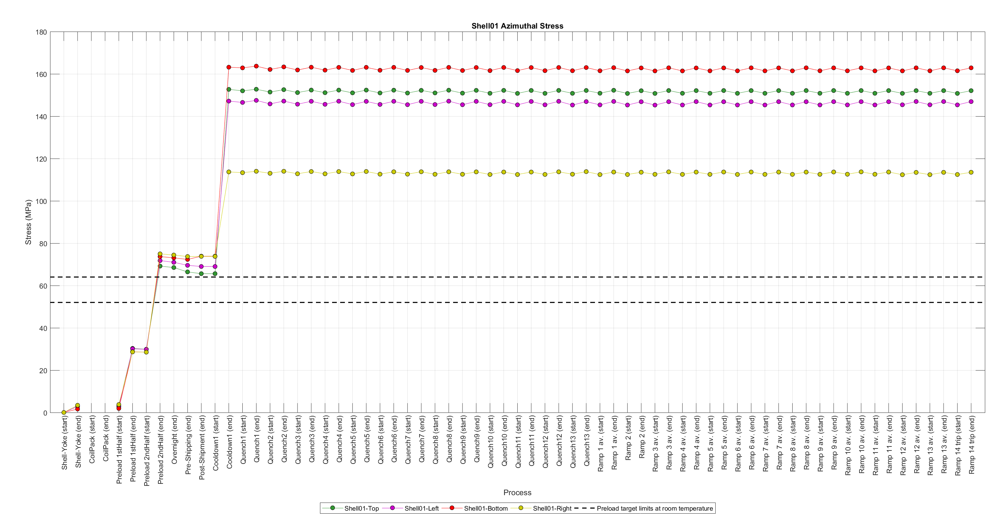 Shell01 Azimuthal Stress
180
160
140
120
100
80
60
40
20
0
Stress (MPa)
Shell-Yoke (start)
Shell-Yoke (end)
CoilPack (start)
CoilPack (end)
Preload 1stHalf (start)
Preload 1stHalf (end)
Preload 2ndHalf (start)
Preload 2ndHalf (end)
Overnight (end)
Pre-Shipping (end)
Post-Shipment (end)
Cooldown1 (start)
Cooldown1 (end)
Quench1 (start)
Quench1 (end)
Quench2 (start)
Quench2 (end)
Quench3 (start)
Quench3 (end)
Quench4 (start)
Quench4 (end)
Quench5 (start)
Quench5 (end)
Quench6 (start)
Quench6 (end)
Quench7 (start)
Quench7 (end)
Quench8 (start)
Quench8 (end)
Quench9 (start)
Quench9 (end)
Quench10 (start)
Quench10 (end)
Quench11 (start)
Quench11 (end)
Quench12 (start)
Quench12 (end)
Quench13 (start)
Quench13 (end)
Ramp 1 av. (start)
Ramp 1 av. (end)
Ramp 2 (start)
Ramp 2 (end)
Ramp 3 av. (start)
Ramp 3 av. (end)
Ramp 4 av. (start)
Ramp 4 av. (end)
Ramp 5 av. (start)
Ramp 5 av. (end)
Ramp 6 av. (start)
Ramp 6 av. (end)
Ramp 7 av. (start)
Ramp 7 av. (end)
Ramp 8 av. (start)
Ramp 8 av. (end)
Ramp 9 av. (start)
Ramp 9 av. (end)
Ramp 10 av. (start)
Ramp 10 av. (end)
Ramp 11 av. (start)
Ramp 11 av. (end)
Ramp 12 av. (start)
Ramp 12 av. (end)
Ramp 13 av. (start)
Ramp 13 av. (end)
Ramp 14 trip (start)
Ramp 14 trip (end)
Process
Shell01-Top Shell01-Left Shell01-Bottom Shell01-Right Preload target limits at room temperature